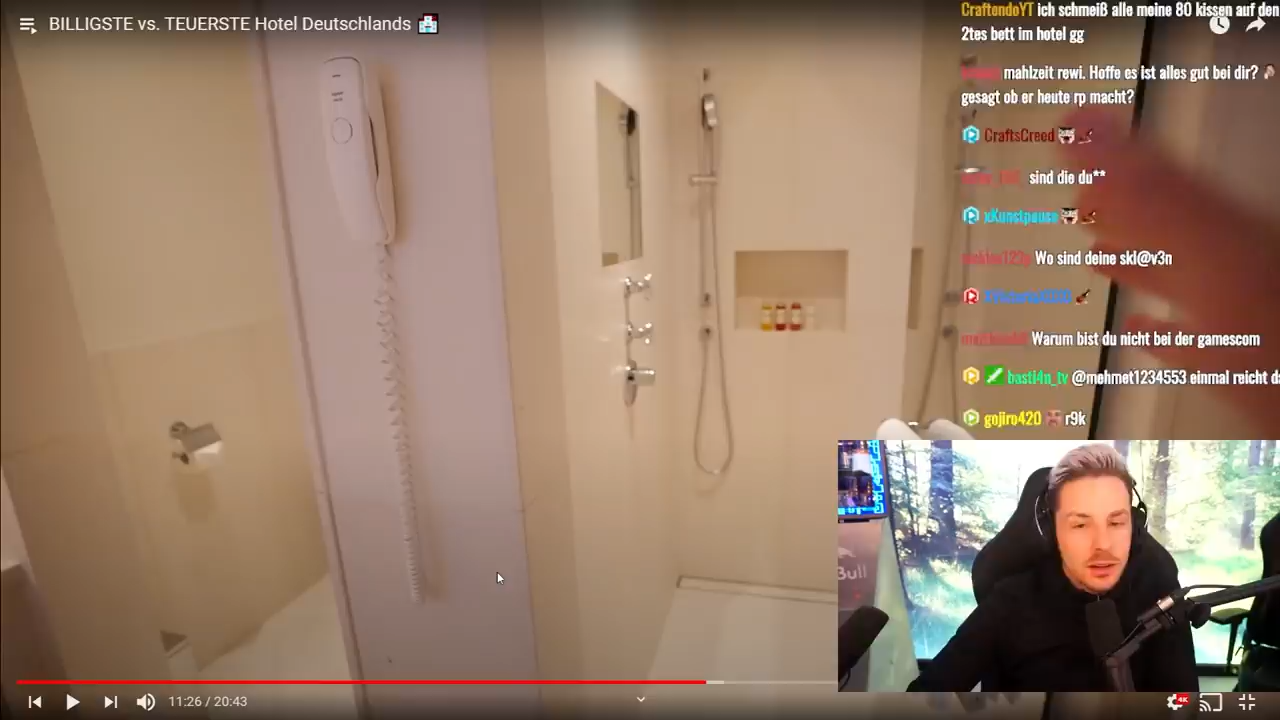 BILLIGSTE vs. TEUERSTE Hotel Deutschlands
CraftondoYT ich schmeiß alle meine 80 kissen auf den
2tes bett im hotel gg
mahlzeit rewi. Hoffe es ist alles gut bei dir?
gesagt ob er heute rp macht?
CraftsCreed
sind die du**
xKunstpause
Wo sind deine skl@v3n
Warum bist du nicht bei der gamescom
basti4n_tv @mehmet1234553 einmal reicht
gojiro420 r9k
Bull
11:26 / 20:43
4K